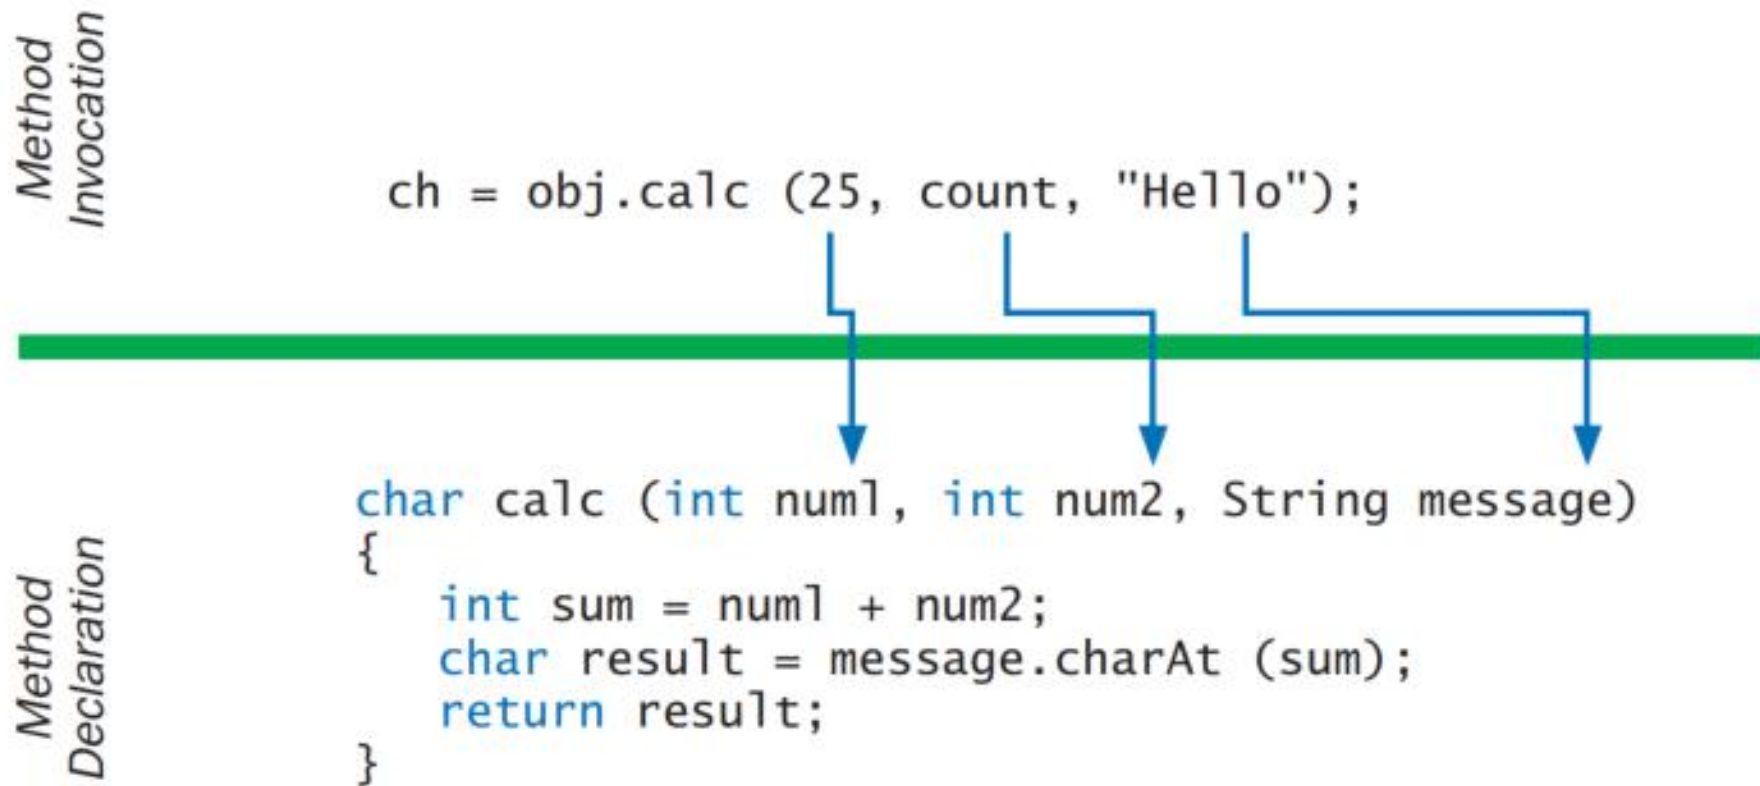 Method
Invocation
ch = obj.calc (25, count, "Hello");
Method
Declaration
char calc (int num1, int num2, String message)
{
int sum = num1 + num2;
char result = message.charAt (sum);
return result;
}